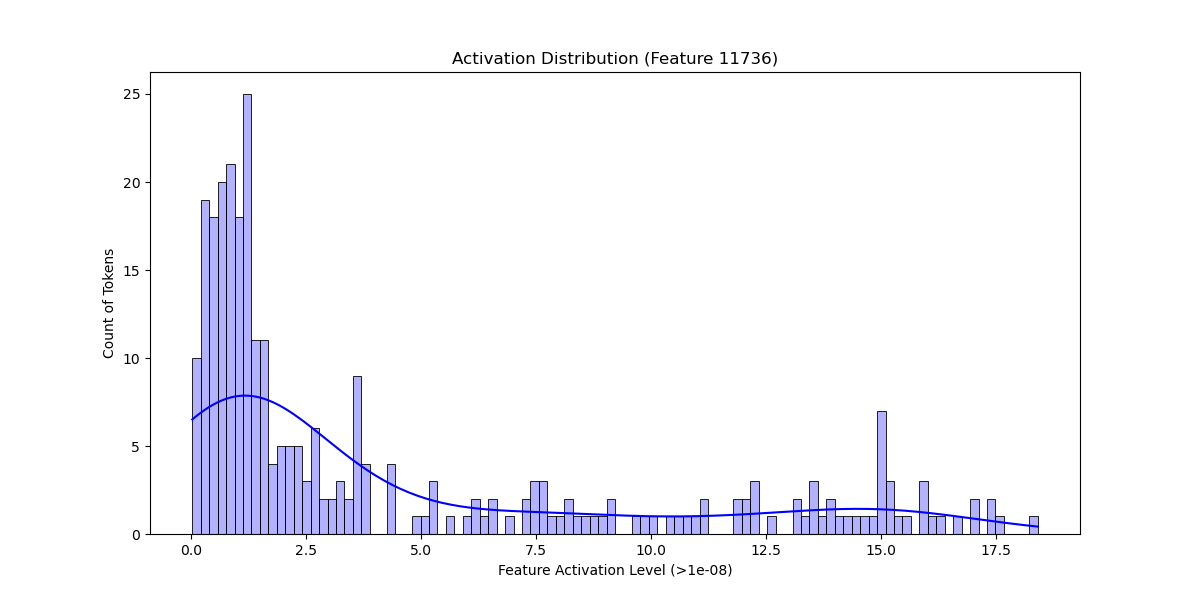 Activation Distribution (Feature 11736)
25
20
15
10
5
0
Count of Tokens
0.0 2.5 5.0 7.5 10.0 12.5 15.0 17.5
Feature Activation Level (>1e-08)